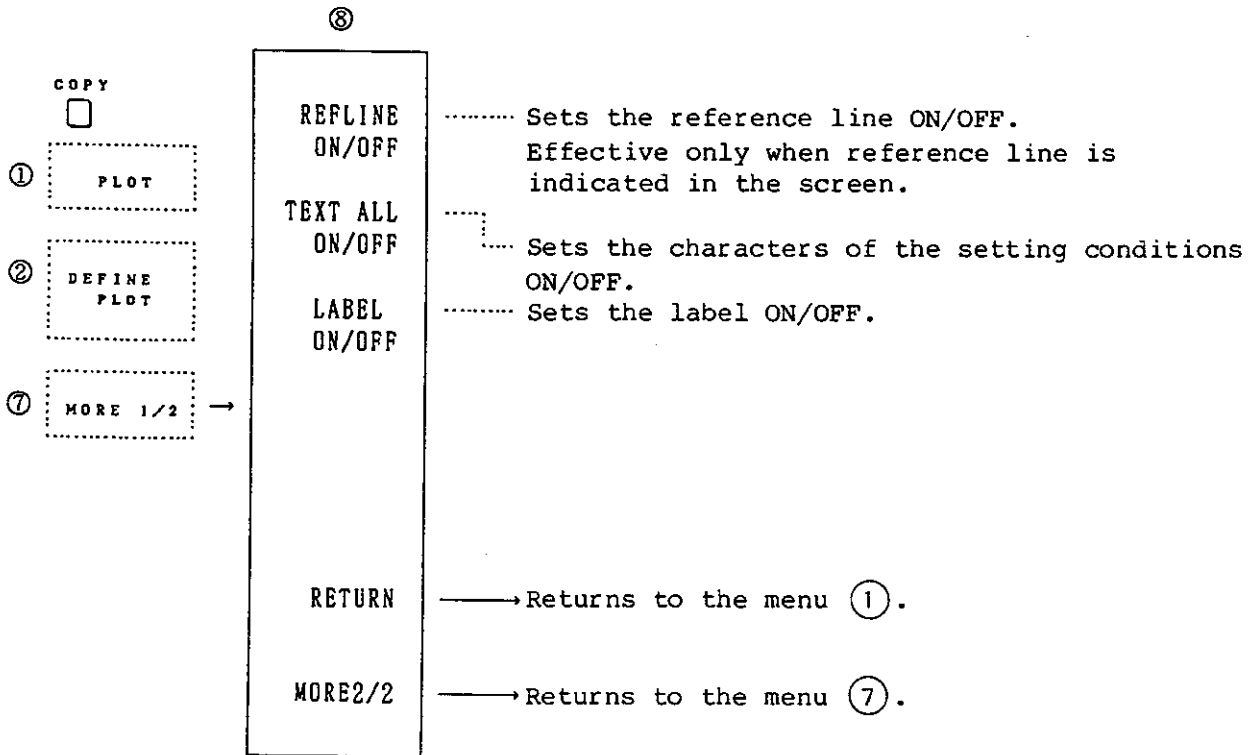 ⑧
COPY
① PLOT
② DEFINE
PLOT
⑦ MORE 1/2 →
REFLINE
ON/OFF
Sets the reference line ON/OFF.
Effective only when reference line is
indicated in the screen.
TEXT ALL
ON/OFF
Sets the characters of the setting conditions
ON/OFF.
LABEL
ON/OFF
Sets the label ON/OFF.
RETURN → Returns to the menu ①.
MORE2/2 → Returns to the menu ⑦.